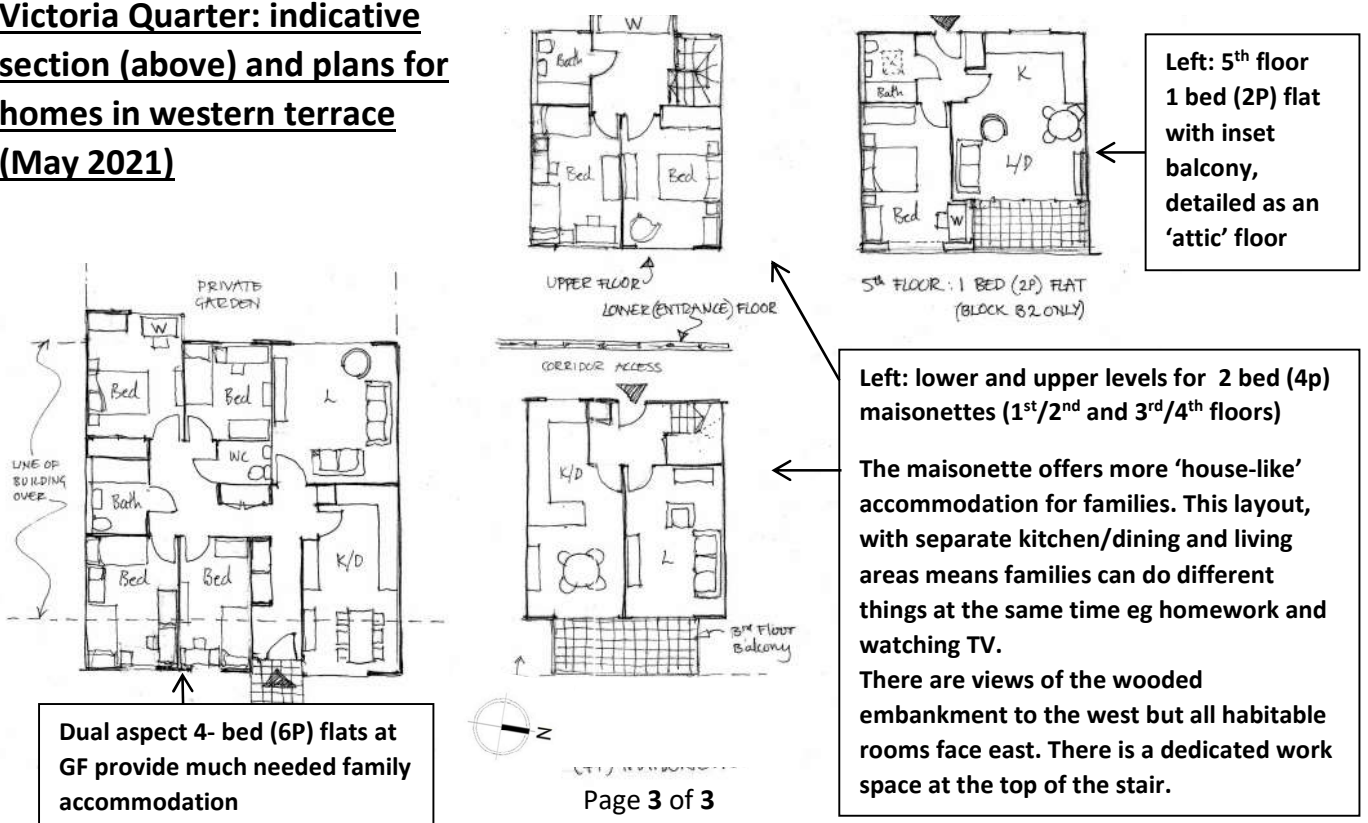 Victoria Quarter: indicative
section (above) and plans for
homes in western terrace
(May 2021)
W
Bath
Bed
Bed
UPPER FLOOR
LOWER (ENTRANCE) FLOOR
Bath
K
L/D
Bed
W
5th FLOOR: 1 BED (2P) FLAT
(BLOCK B2 ONLY)
Left: 5th floor
1 bed (2P) flat
with inset
balcony,
detailed as an
‘attic’ floor
PRIVATE
GARDEN
W
Bed
Bed
L
WC
LINE OF
BUILDING
OVER
Bath
Bed
Bed
K/D
Dual aspect 4- bed (6P) flats at
GF provide much needed family
accommodation
CORRIDOR ACCESS
K/D
L
3rd Floor
Balcony
N
Left: lower and upper levels for 2 bed (4p)
maisonettes (1st/2nd and 3rd/4th floors)
The maisonette offers more ‘house-like’
accommodation for families. This layout,
with separate kitchen/dining and living
areas means families can do different
things at the same time eg homework and
watching TV.
There are views of the wooded
embankment to the west but all habitable
rooms face east. There is a dedicated work
space at the top of the stair.
Page 3 of 3